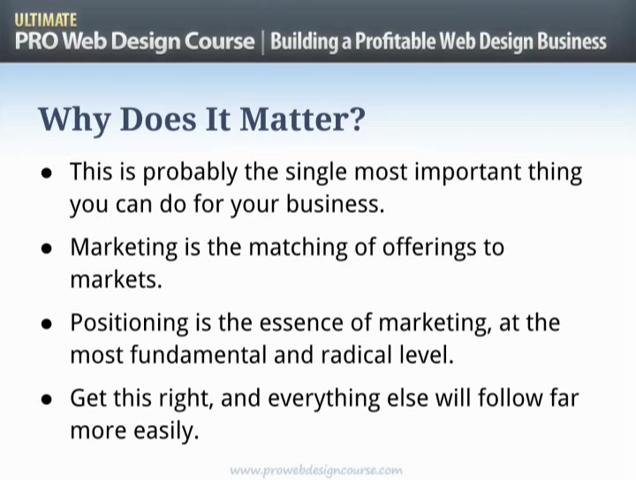 ULTIMATE
PRO Web Design Course | Building a Profitable Web Design Business
Why Does It Matter?
● This is probably the single most important thing
you can do for your business.
● Marketing is the matching of offerings to
markets.
● Positioning is the essence of marketing, at the
most fundamental and radical level.
● Get this right, and everything else will follow far
more easily.
www.prowebdesigncourse.com